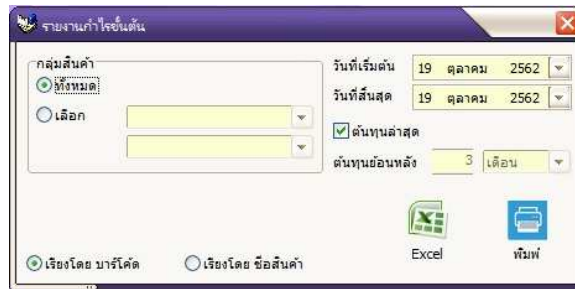 รายงานกำไรขั้นต้น
กลุ่มสินค้า
ทั้งหมด
เลือก
วันที่เริ่มต้น 19 ตุลาคม 2562
วันที่สิ้นสุด 19 ตุลาคม 2562
ต้นทุนล่าสุด
ต้นทุนย้อนหลัง 3 เดือน
Excel
พิมพ์
เรียงโดย บาร์โค้ด
เรียงโดย ชื่อสินค้า